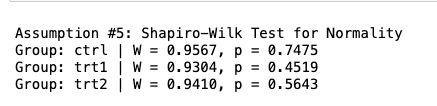 Assumption #5: Shapiro-Wilk Test for Normality
Group: ctrl | W = 0.9567, p = 0.7475
Group: trt1 | W = 0.9304, p = 0.4519
Group: trt2 | W = 0.9410, p = 0.5643